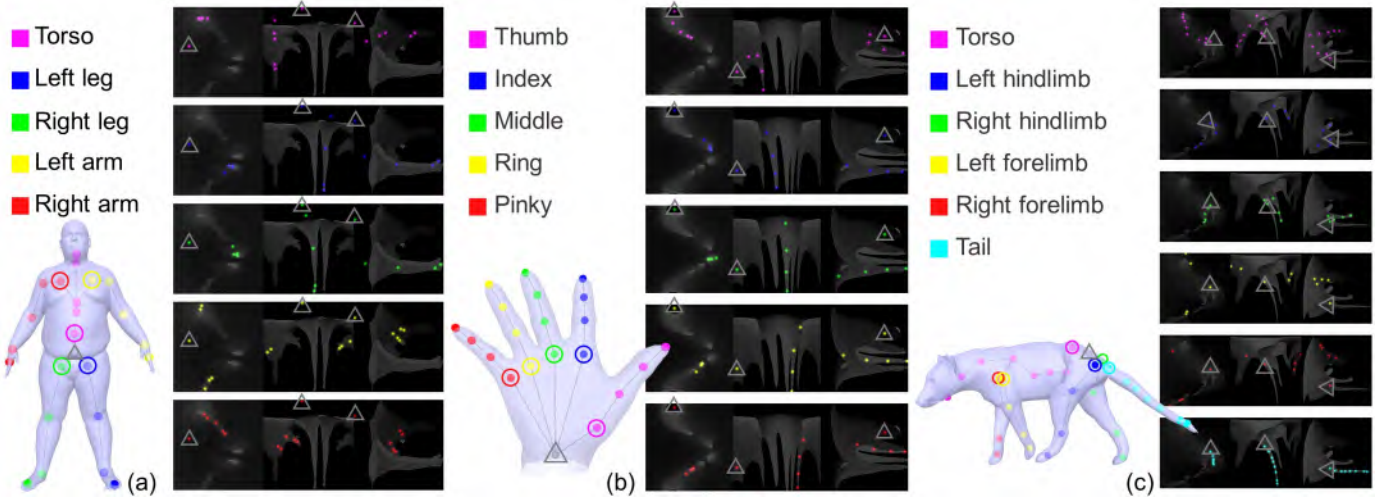 Torso
Left leg
Right leg
Left arm
Right arm
(a)
Thumb
Index
Middle
Ring
Pinky
(b)
Torso
Left hindlimb
Right hindlimb
Left forelimb
Right forelimb
Tail
(c)